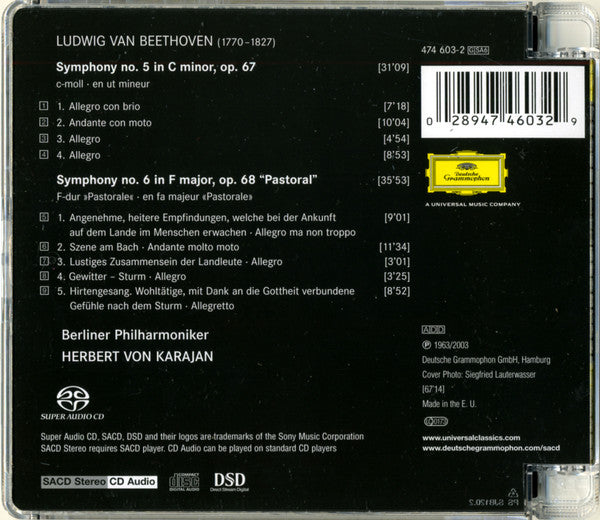 LUDWIG VAN BEETHOVEN (1770–1827)
474 603-2 GSA6
Symphony no. 5 in C minor, op. 67 [31'09]
c-moll · en ut mineur
1 1. Allegro con brio [7'18]
2 2. Andante con moto [10'04]
3 3. Allegro [4'54]
4 4. Allegro [8'53]
0 28947 46032 9
Symphony no. 6 in F major, op. 68 “Pastoral” [35'53]
F-dur »Pastorale« · en fa majeur «Pastorale»
5 1. Angenehme, heitere Empfindungen, welche bei der Ankunft [9'01]
auf dem Lande im Menschen erwachen · Allegro ma non troppo
6 2. Szene am Bach · Andante molto moto [11'34]
7 3. Lustiges Zusammensein der Landleute · Allegro [3'01]
8 4. Gewitter – Sturm · Allegro [3'25]
9 5. Hirtengesang. Wohltätige, mit Dank an die Gottheit verbundene [8'52]
Gefühle nach dem Sturm · Allegretto
Deutsche
Grammophon
A UNIVERSAL MUSIC COMPANY
Berliner Philharmoniker
HERBERT VON KARAJAN
ADD
℗ 1963/2003
Deutsche Grammophon GmbH, Hamburg
Cover Photo: Siegfried Lauterwasser
[67'14]
Made in the E. U.
LC 0173
www.universalclassics.com
www.deutschegrammophon.com/sacd
SUPER AUDIO CD
Super Audio CD, SACD, DSD and their logos are trademarks of the Sony Music Corporation
SACD Stereo requires SACD player. CD Audio can be played on standard CD players
SACD Stereo CD Audio
COMPACT
disc
DIGITAL AUDIO
DSD
Direct Stream Digital